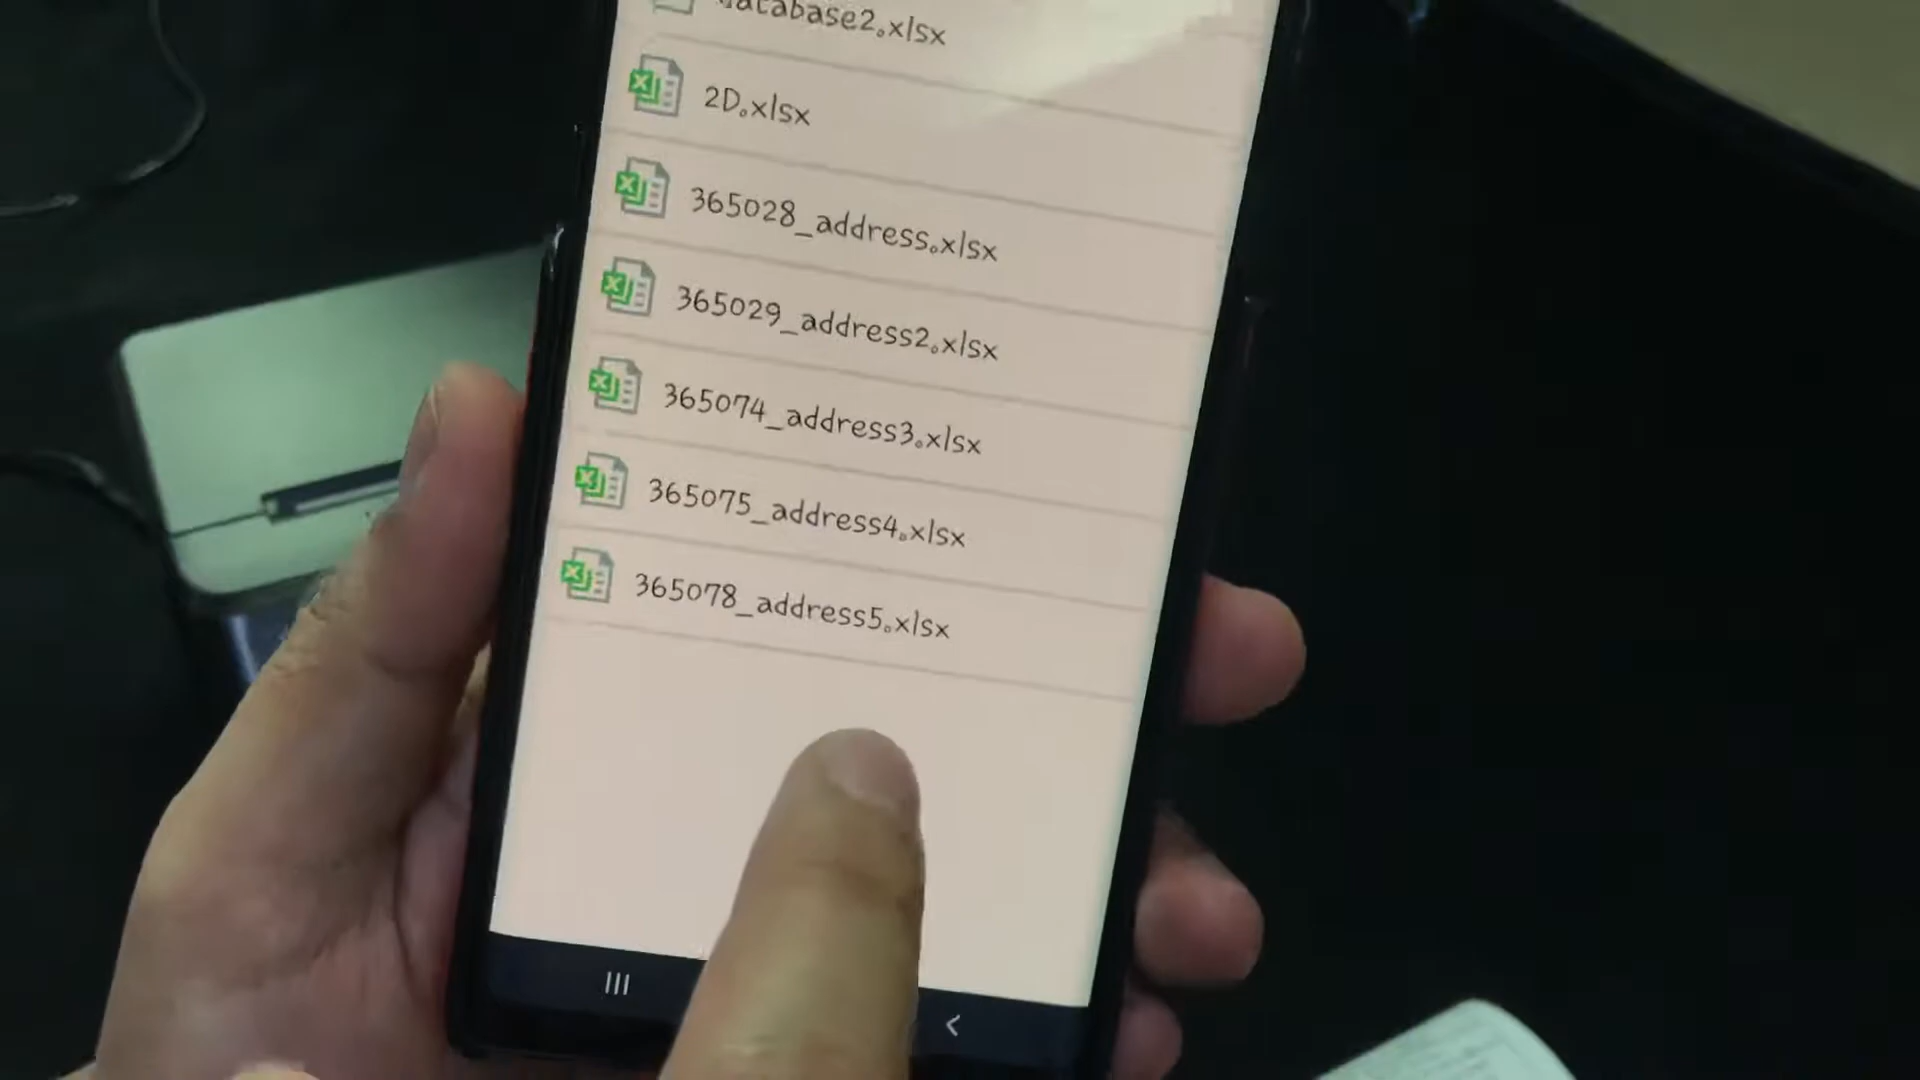 database2.xlsx
2D.xlsx
365028_address.xlsx
365029_address2.xlsx
365074_address3.xlsx
365075_address4.xlsx
365078_address5.xlsx